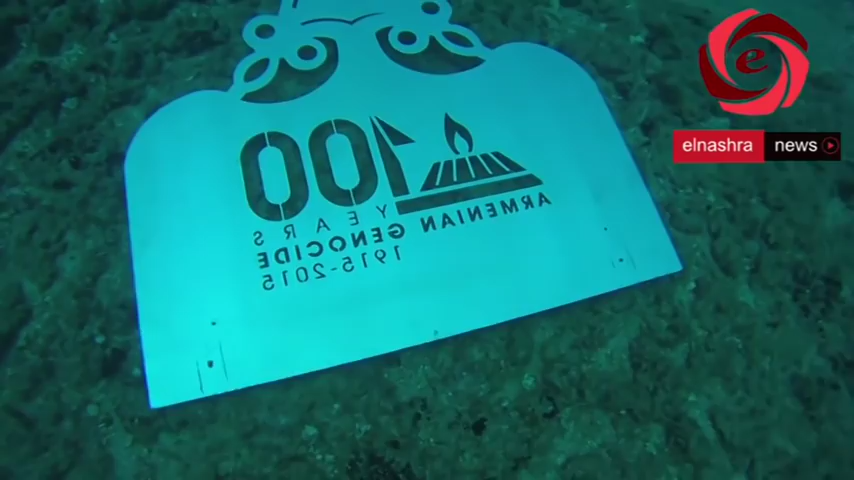 e
elnashra news
100
YEARS
ARMENIAN GENOCIDE
1915-2015